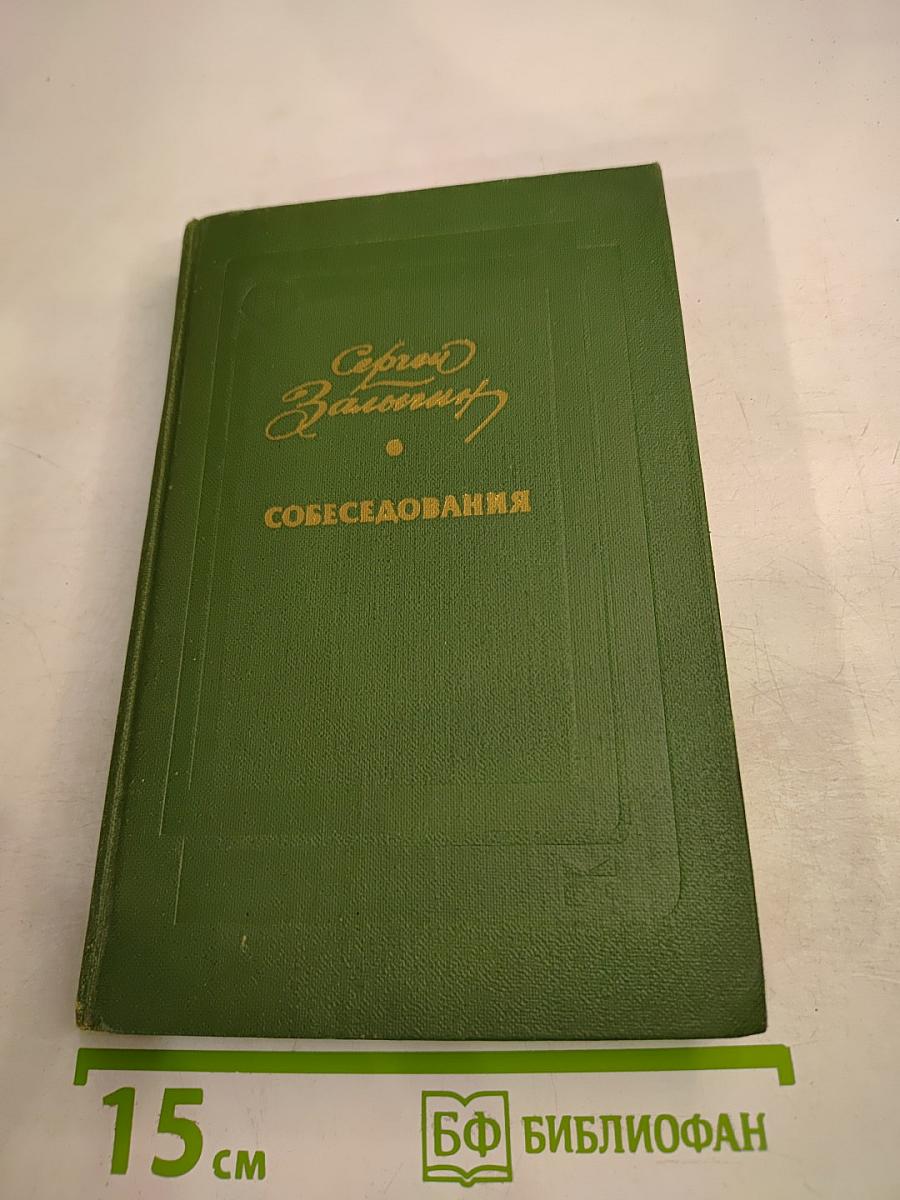 Сергей
Залыгин
СОБЕСЕДОВАНИЯ
15 см
БФ БИБЛИОФАН